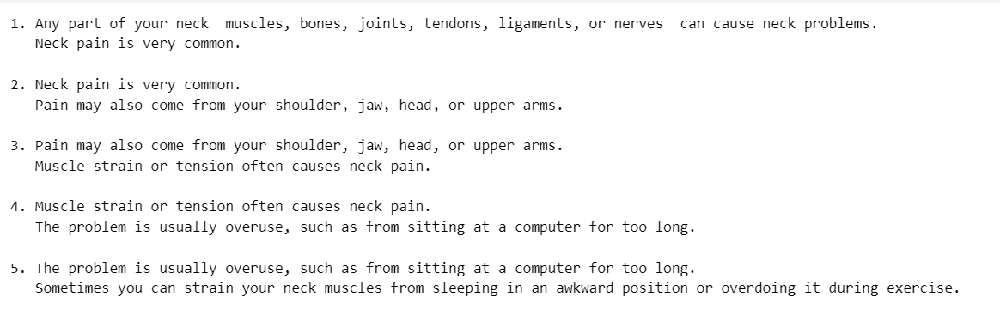 1. Any part of your neck  muscles, bones, joints, tendons, ligaments, or nerves  can cause neck problems.
Neck pain is very common.
2. Neck pain is very common.
Pain may also come from your shoulder, jaw, head, or upper arms.
3. Pain may also come from your shoulder, jaw, head, or upper arms.
Muscle strain or tension often causes neck pain.
4. Muscle strain or tension often causes neck pain.
The problem is usually overuse, such as from sitting at a computer for too long.
5. The problem is usually overuse, such as from sitting at a computer for too long.
Sometimes you can strain your neck muscles from sleeping in an awkward position or overdoing it during exercise.